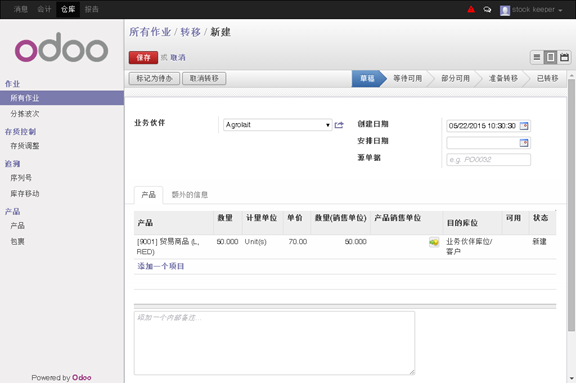 消息 会计 仓库 报告 stock keeper
odoo
作业
所有作业
分拣波次
存货控制
存货调整
追溯
序列号
库存移动
产品
产品
包裹
Powered by Odoo
所有作业 / 转移 / 新建
保存 或 取消
标记为待办 取消转移 草稿 等待可用 部分可用 准备转移 已转移
业务伙伴 Agrolait 创建日期 05/22/2015 10:30:30
安排日期
源单据 e.g. PO0032
产品 额外的信息
产品 数量 计量单位 单价 数量(销售单位) 产品销售单位 目的库位 可用 状态
[9001] 贸易商品 (L, 50.000 Unit(s) 70.00 50.000 业务伙伴库位/ 新建
RED) 客户
添加一个项目
添加一个内部备注...